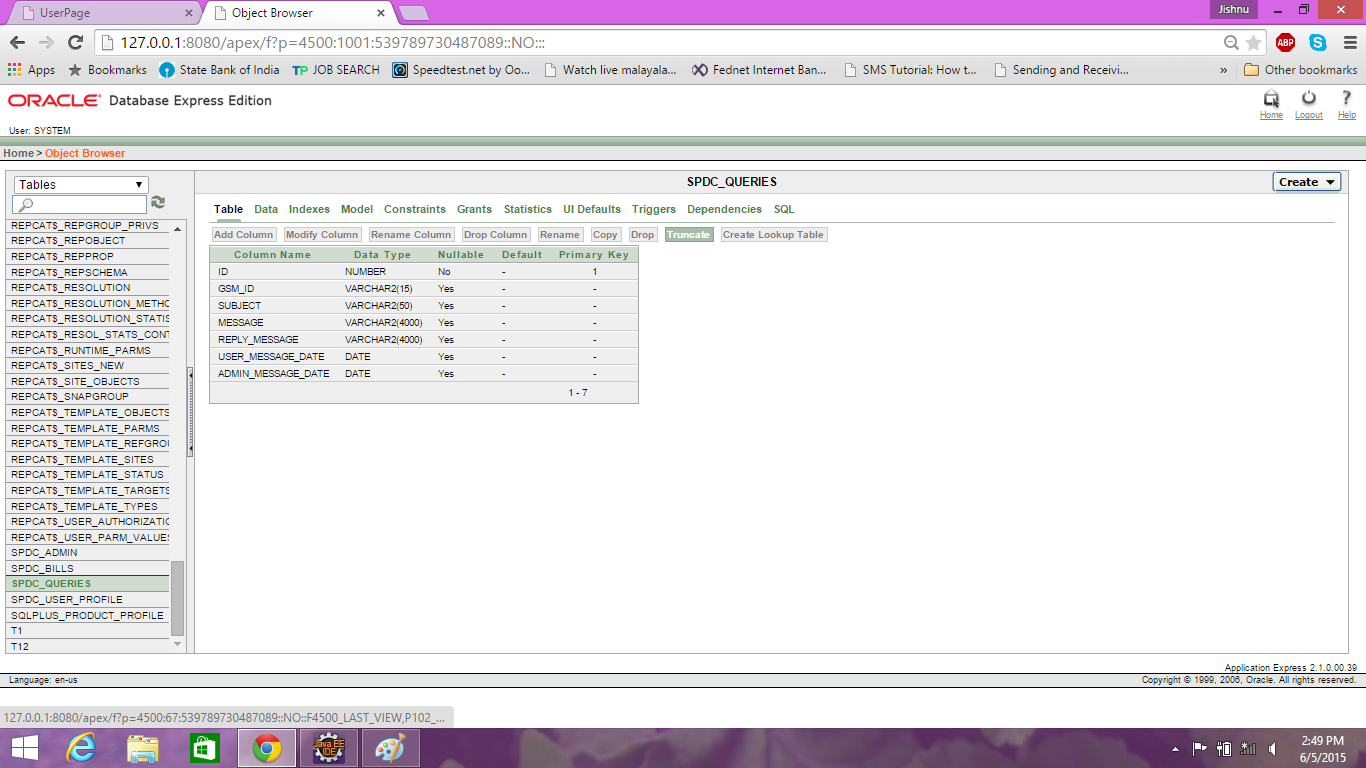 UserPage
Object Browser
Jishnu
127.0.0.1:8080/apex/f?p=4500:1001:539789730487089::NO:::
ABP
Apps Bookmarks State Bank of India TP JOB SEARCH Speedtest.net by Oo... Watch live malayala... Fednet Internet Ban... SMS Tutorial: How t... Sending and Receivi... » Other bookmarks
ORACLE Database Express Edition
Home Logout Help
User: SYSTEM
Home > Object Browser
Tables
SPDC_QUERIES
Create
Table Data Indexes Model Constraints Grants Statistics UI Defaults Triggers Dependencies SQL
Add Column Modify Column Rename Column Drop Column Rename Copy Drop Truncate Create Lookup Table
Column Name Data Type Nullable Default Primary Key
ID NUMBER No - 1
GSM_ID VARCHAR2(15) Yes - -
SUBJECT VARCHAR2(50) Yes - -
MESSAGE VARCHAR2(4000) Yes - -
REPLY_MESSAGE VARCHAR2(4000) Yes - -
USER_MESSAGE_DATE DATE Yes - -
ADMIN_MESSAGE_DATE DATE Yes - -
1 - 7
REPCAT$_REPGROUP_PRIVS
REPCAT$_REPOBJECT
REPCAT$_REPPROP
REPCAT$_REPSCHEMA
REPCAT$_RESOLUTION
REPCAT$_RESOLUTION_METHO
REPCAT$_RESOLUTION_STATIS
REPCAT$_RESOL_STATS_CONT
REPCAT$_RUNTIME_PARMS
REPCAT$_SITES_NEW
REPCAT$_SITE_OBJECTS
REPCAT$_SNAPGROUP
REPCAT$_TEMPLATE_OBJECTS
REPCAT$_TEMPLATE_PARMS
REPCAT$_TEMPLATE_REFGROU
REPCAT$_TEMPLATE_SITES
REPCAT$_TEMPLATE_STATUS
REPCAT$_TEMPLATE_TARGETS
REPCAT$_TEMPLATE_TYPES
REPCAT$_USER_AUTHORIZATIO
REPCAT$_USER_PARM_VALUES
SPDC_ADMIN
SPDC_BILLS
SPDC_QUERIES
SPDC_USER_PROFILE
SQLPLUS_PRODUCT_PROFILE
T1
T12
Application Express 2.1.0.00.39
Language: en-us
Copyright © 1999, 2006, Oracle. All rights reserved.
127.0.0.1:8080/apex/f?p=4500:67:539789730487089::NO::F4500_LAST_VIEW,P102_...
Java EE
IDE
2:49 PM
6/5/2015